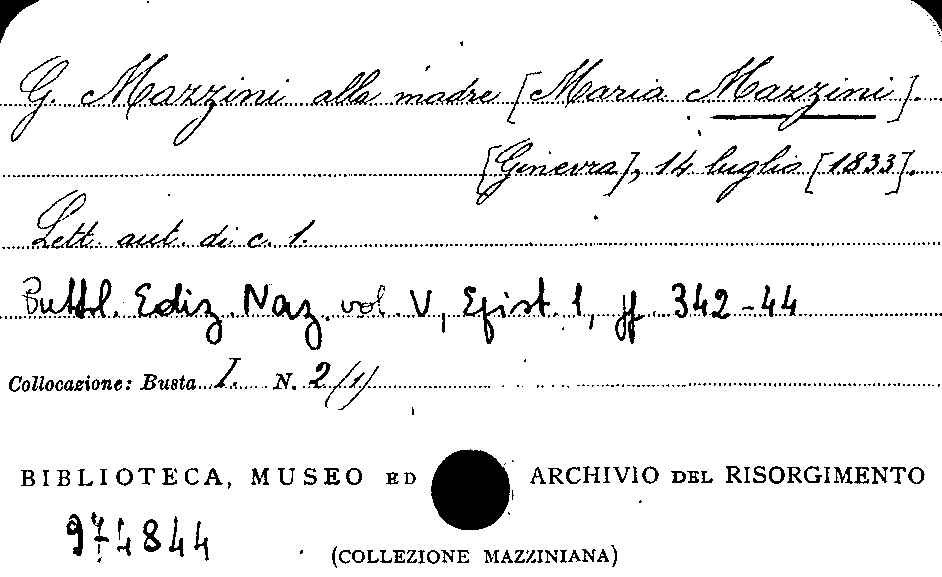 G. Mazzini alla madre [Maria Mazzini].
[Ginevra], 14 luglio [1833].
Lett. aut. di c. 1.
Pubbl. Ediz. Naz. vol. V, Epist. 1, pp. 342-44
Collocazione: Busta I. N. 2/(1)
BIBLIOTECA, MUSEO ED ARCHIVIO DEL RISORGIMENTO
974844
(COLLEZIONE MAZZINIANA)